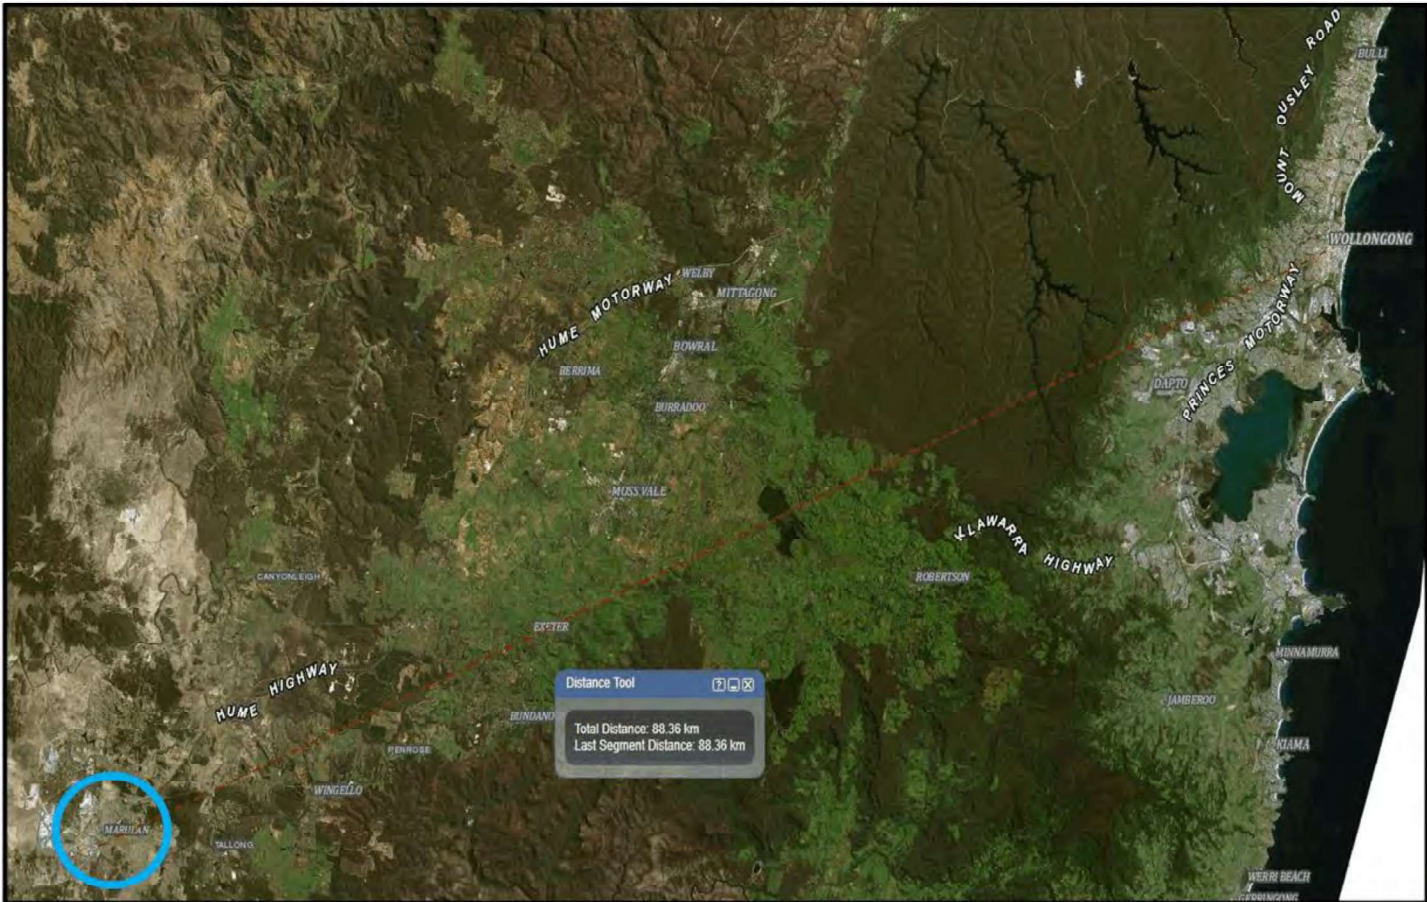 MOUNT OUSLEY ROAD
BULLI
WOLLONGONG
WELBY
HUME MOTORWAY
MITTAGONG
BOWRAL
BERRIMA
PRINCES MOTORWAY
DAPTO
BURRADOO
MOSS VALE
ILLAWARRA HIGHWAY
CANYONLEIGH
ROBERTSON
EXETER
MINNAMURRA
HUME HIGHWAY
Distance Tool
?
JAMBEROO
BUNDANO
Total Distance: 88.36 km
Last Segment Distance: 88.36 km
PENROSE
KIAMA
WINGELLO
MARULAN
TALLONG
WERRI BEACH
GERRINGONG